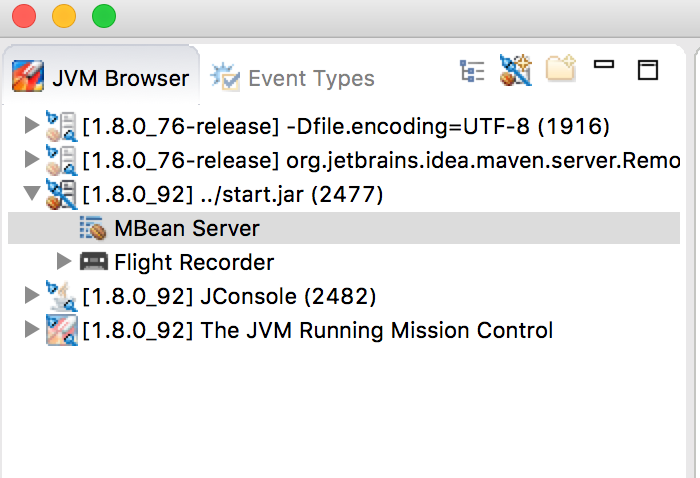 JVM Browser Event Types
[1.8.0_76-release] -Dfile.encoding=UTF-8 (1916)
[1.8.0_76-release] org.jetbrains.idea.maven.server.Remo
[1.8.0_92] ../start.jar (2477)
MBean Server
Flight Recorder
[1.8.0_92] JConsole (2482)
[1.8.0_92] The JVM Running Mission Control